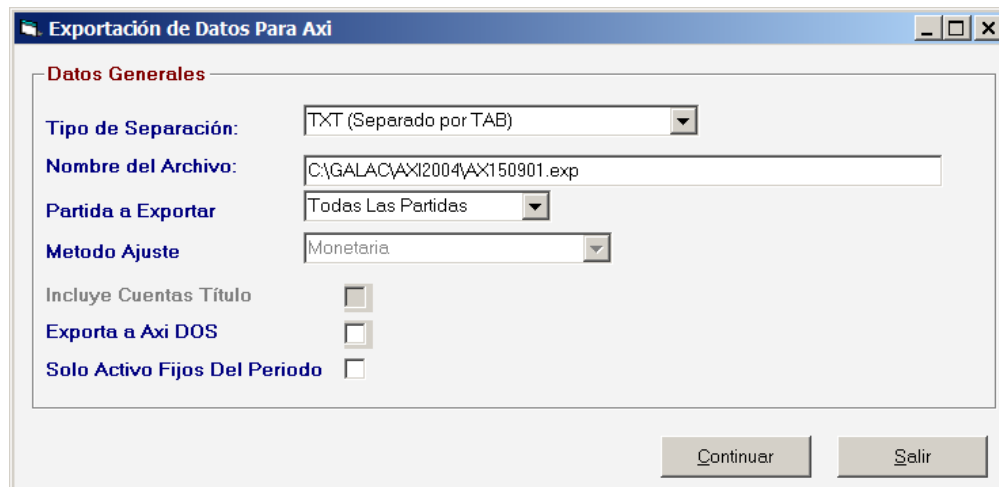 Exportación de Datos Para Axi
Datos Generales
Tipo de Separación: TXT (Separado por TAB)
Nombre del Archivo: C:\GALAC\AXI2004\AX150901.exp
Partida a Exportar Todas Las Partidas
Metodo Ajuste Monetaria
Incluye Cuentas Título
Exporta a Axi DOS
Solo Activo Fijos Del Periodo
Continuar Salir